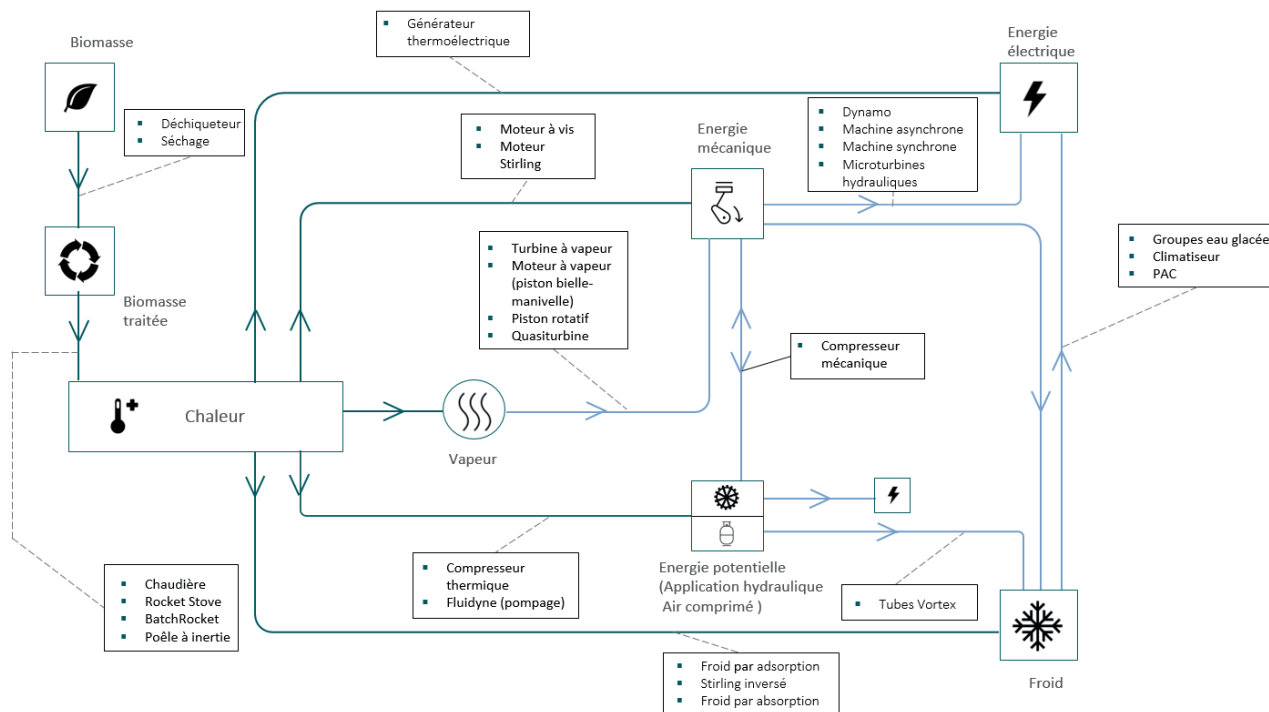 Biomasse
Générateur
thermoélectrique
Energie
électrique
Déchiqueteur
Séchage
Moteur à vis
Moteur
Stirling
Energie
mécanique
Dynamo
Machine asynchrone
Machine synchrone
Microturbines
hydrauliques
Turbine à vapeur
Moteur à vapeur
(piston bielle-
manivelle)
Piston rotatif
Quasiturbine
Groupes eau glacée
Climatiseur
PAC
Biomasse
traitée
Compresseur
mécanique
Chaleur
Vapeur
Energie potentielle
(Application hydraulique
Air comprimé )
Compresseur
thermique
Fluidyne (pompage)
Chaudière
Rocket Stove
BatchRocket
Poêle à inertie
Tubes Vortex
Froid par adsorption
Stirling inversé
Froid par absorption
Froid